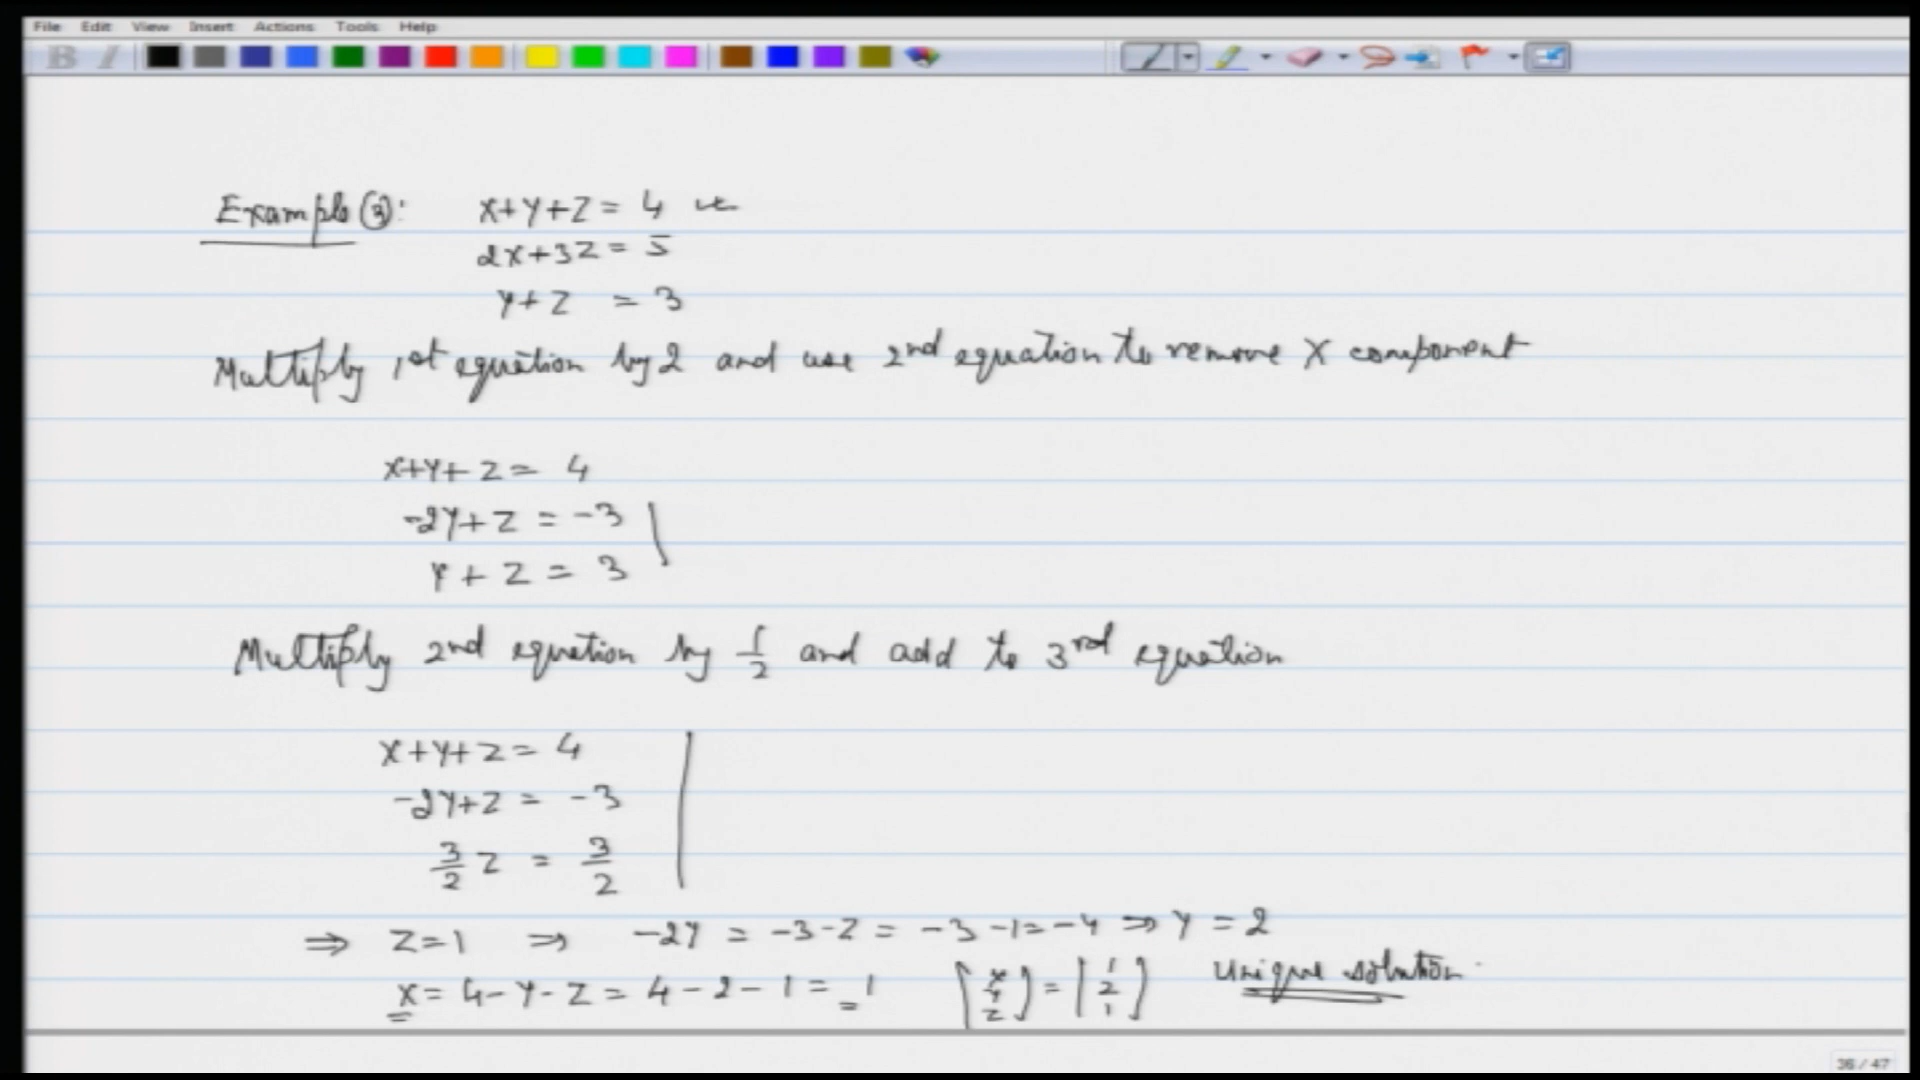 File Edit View Insert Actions Tools Help
B I
Example ③: x+y+z = 4
2x+3z = 5
y+z = 3
Multiply 1st equation by 2 and use 2nd equation to remove x component
x+y+z = 4
-2y+z = -3
y+z = 3
Multiply 2nd equation by 1/2 and add to 3rd equation
x+y+z = 4
-2y+z = -3
3/2 z = 3/2
⇒ z=1 ⇒ -2y = -3-z = -3-1=-4 ⇒ y = 2
x = 4-y-z = 4-2-1 = 1 [x y z] = [1 2 1] Unique solution.
36 / 47